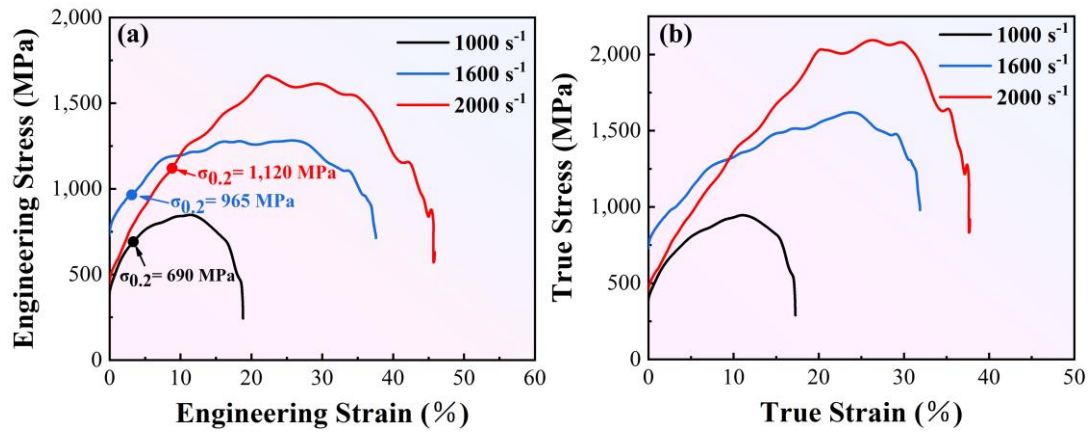 (a)
1000 s⁻¹
1600 s⁻¹
2000 s⁻¹
2,000
1,500
1,000
500
0
Engineering Stress (MPa)
σ0.2= 1,120 MPa
σ0.2= 965 MPa
σ0.2= 690 MPa
0 10 20 30 40 50 60
Engineering Strain (%)
(b)
1000 s⁻¹
1600 s⁻¹
2000 s⁻¹
2,000
1,500
1,000
500
0
True Stress (MPa)
0 10 20 30 40 50
True Strain (%)